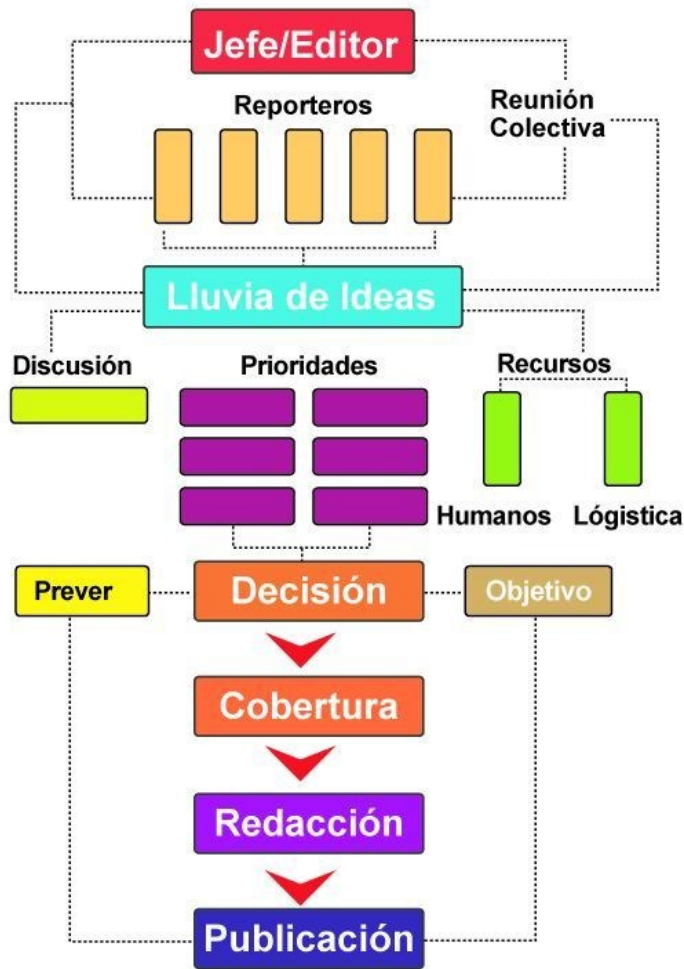 Jefe/Editor
Reporteros
Reunión
Colectiva
Lluvia de Ideas
Discusión
Prioridades
Recursos
Humanos
Lógistica
Prever
Decisión
Objetivo
Cobertura
Redacción
Publicación